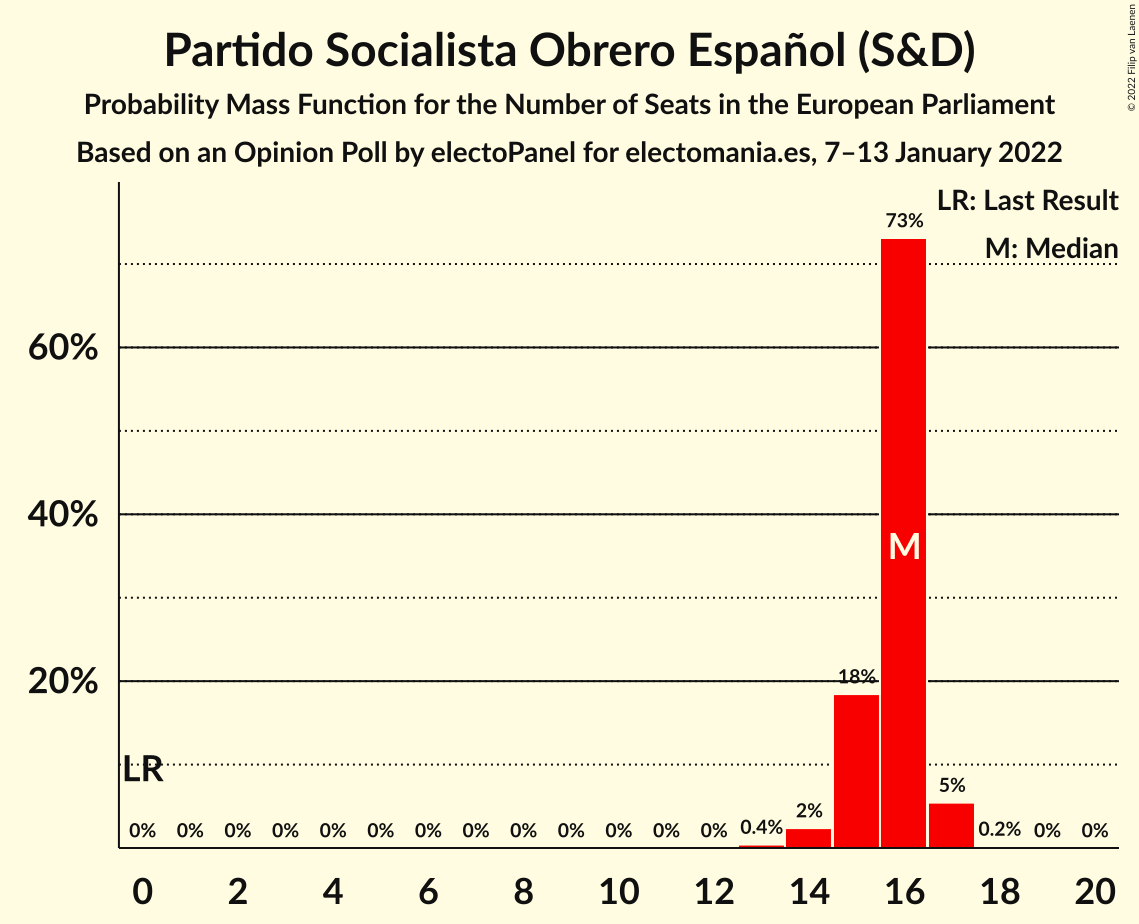 Partido Socialista Obrero Español (S&D)
Probability Mass Function for the Number of Seats in the European Parliament
Based on an Opinion Poll by electoPanel for electomania.es, 7–13 January 2022
© 2022 Filip van Laenen
LR: Last Result
M: Median
73%
60%
40%
M
20%
18%
LR
5%
2%
0% 0% 0% 0% 0% 0% 0% 0% 0% 0% 0% 0% 0% 0.4% 0.2% 0% 0%
0 2 4 6 8 10 12 14 16 18 20